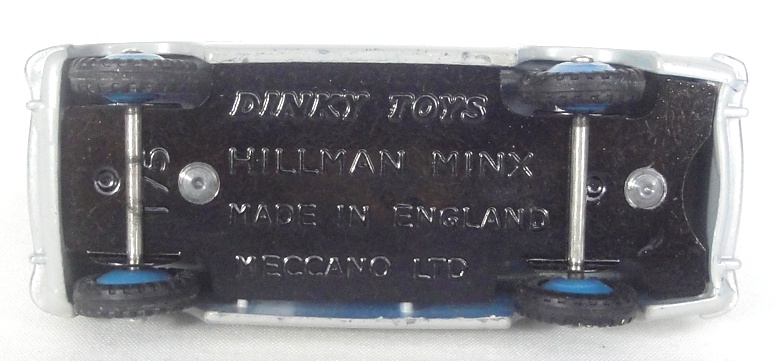 DINKY TOYS
HILLMAN MINX
MADE IN ENGLAND
MECCANO LTD
175
©
©